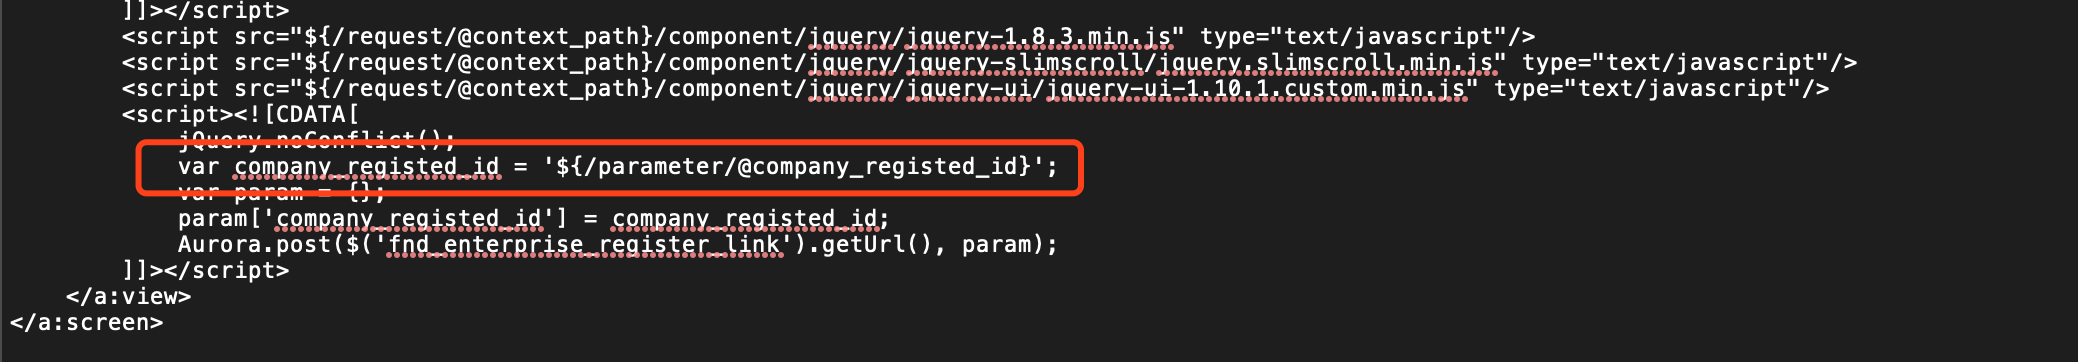 ]]></script>
<script src="${/request/@context_path}/component/jquery/jquery-1.8.3.min.js" type="text/javascript"/>
<script src="${/request/@context_path}/component/jquery/jquery-slimscroll/jquery.slimscroll.min.js" type="text/javascript"/>
<script src="${/request/@context_path}/component/jquery/jquery-ui/jquery-ui-1.10.1.custom.min.js" type="text/javascript"/>
<script><![CDATA[
jQuery.noConflict();
var company_registed_id = '${/parameter/@company_registed_id}';
var param = {};
param['company_registed_id'] = company_registed_id;
Aurora.post($('fnd_enterprise_register_link').getUrl(), param);
]]></script>
</a:view>
</a:screen>